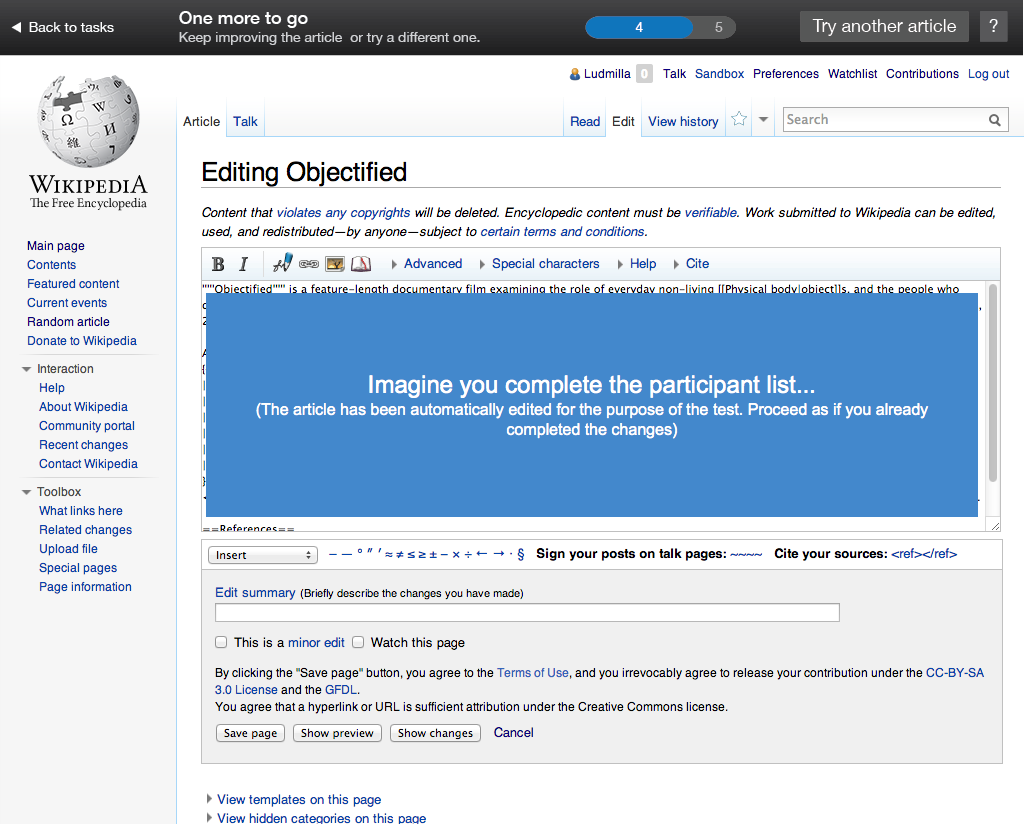 Back to tasks
One more to go
Keep improving the article or try a different one.
4
5
Try another article
?
Ludmilla 0 Talk Sandbox Preferences Watchlist Contributions Log out
Article Talk Read Edit View history
Search
WIKIPEDIA
The Free Encyclopedia
Main page
Contents
Featured content
Current events
Random article
Donate to Wikipedia
Interaction
Help
About Wikipedia
Community portal
Recent changes
Contact Wikipedia
Toolbox
What links here
Related changes
Upload file
Special pages
Page information
Editing Objectified
Content that violates any copyrights will be deleted. Encyclopedic content must be verifiable. Work submitted to Wikipedia can be edited,
used, and redistributed—by anyone—subject to certain terms and conditions.
B I Advanced Special characters Help Cite
"""Objectified""" is a feature-length documentary film examining the role of everyday non-living [[Physical body|object]]s, and the people who
Imagine you complete the participant list...
(The article has been automatically edited for the purpose of the test. Proceed as if you already
completed the changes)
==References==
Insert – — ° ″ ′ ≈ ≠ ≤ ≥ ± − × ÷ ← → · § Sign your posts on talk pages: ~~~~ Cite your sources: <ref></ref>
Edit summary (Briefly describe the changes you have made)
This is a minor edit Watch this page
By clicking the "Save page" button, you agree to the Terms of Use, and you irrevocably agree to release your contribution under the CC-BY-SA
3.0 License and the GFDL.
You agree that a hyperlink or URL is sufficient attribution under the Creative Commons license.
Save page Show preview Show changes Cancel
View templates on this page
View hidden categories on this page